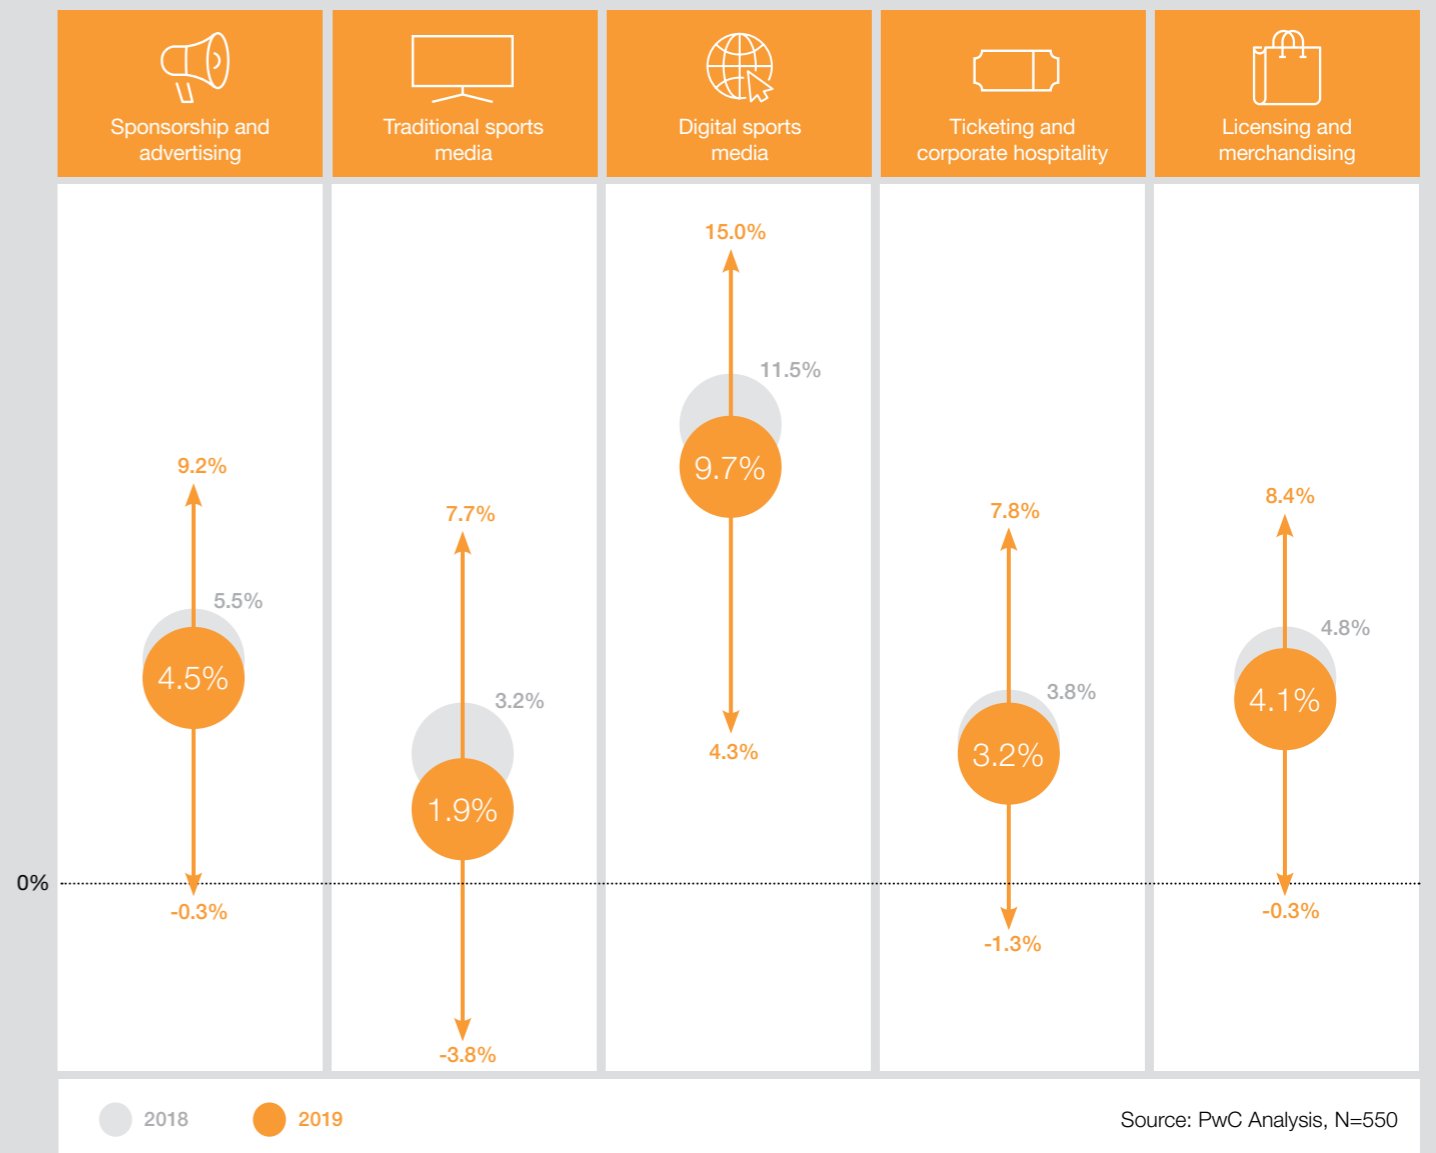 Sponsorship and
advertising
Traditional sports
media
Digital sports
media
Ticketing and
corporate hospitality
Licensing and
merchandising
9.2%
5.5%
4.5%
-0.3%
7.7%
3.2%
1.9%
-3.8%
15.0%
11.5%
9.7%
4.3%
7.8%
3.8%
3.2%
-1.3%
8.4%
4.8%
4.1%
-0.3%
0%
2018
2019
Source: PwC Analysis, N=550